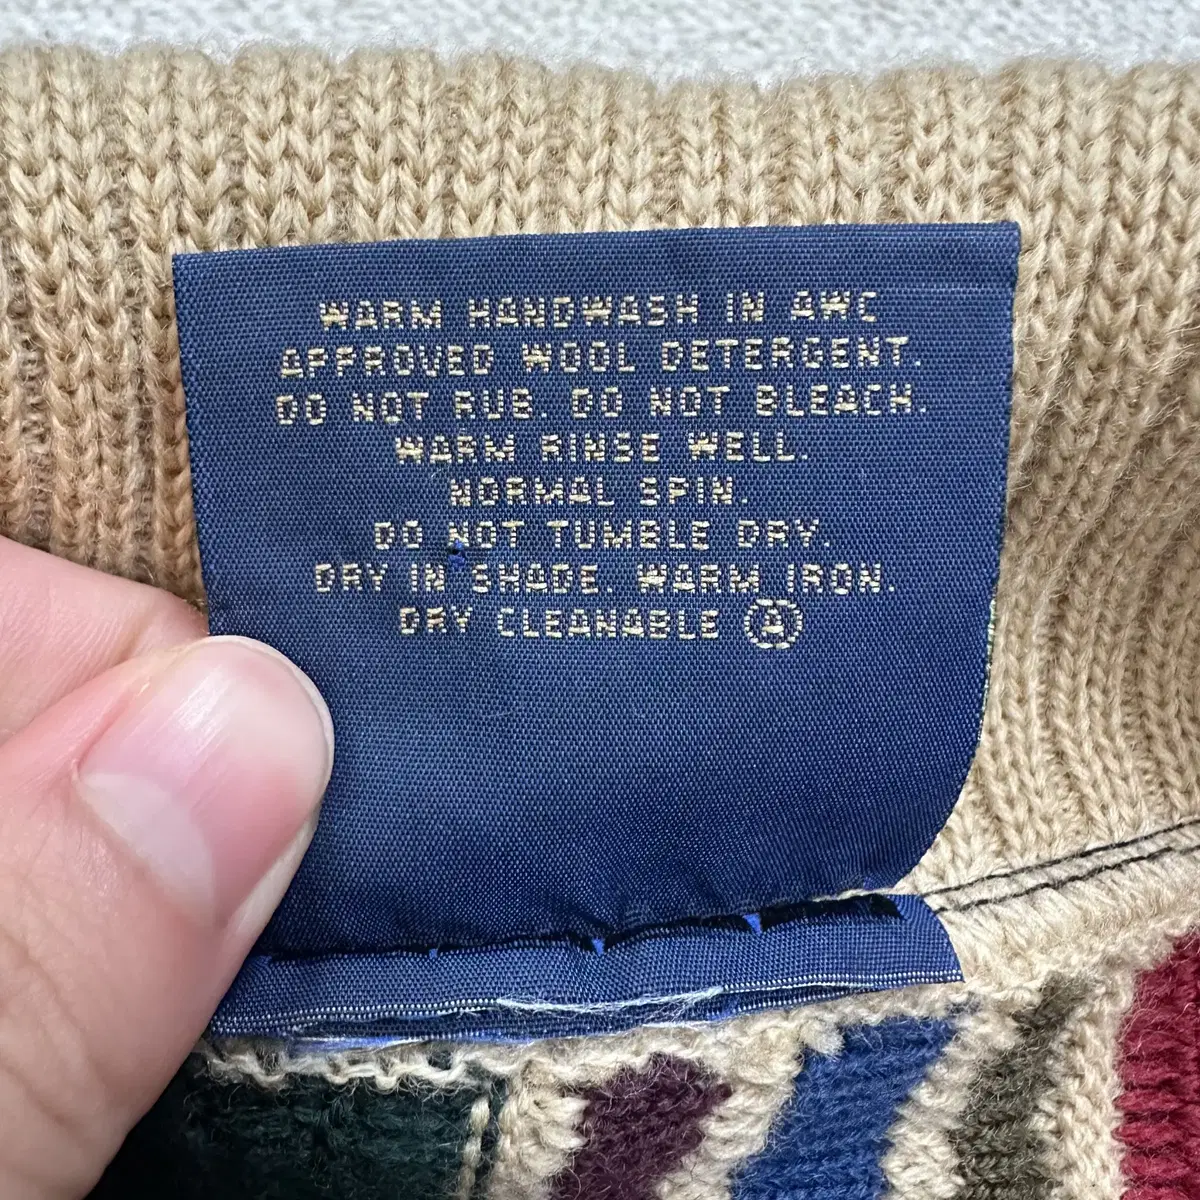 WARM HANDWASH IN AWC
APPROVED WOOL DETERGENT.
DO NOT RUB. DO NOT BLEACH.
WARM RINSE WELL.
NORMAL SPIN.
DO NOT TUMBLE DRY.
DRY IN SHADE. WARM IRON.
DRY CLEANABLE Ⓐ